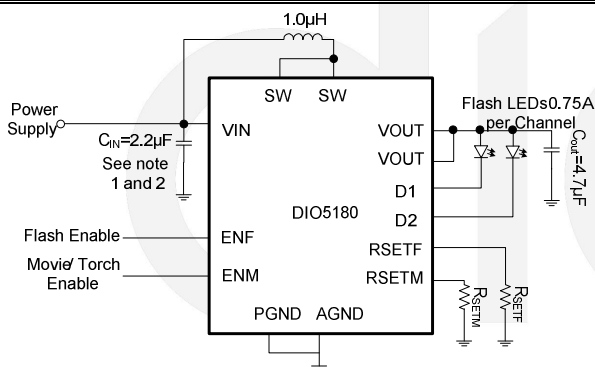 1.0µH
SW SW
Power
Supply
CIN=2.2µF
See note
1 and 2
VIN
Flash LEDs0.75A
per Channel
VOUT
VOUT
Cout=4.7µF
D1
D2
DIO5180
Flash Enable
ENF
Movie/ Torch
Enable
ENM
RSETF
RSETM
RSETM
RSETF
PGND AGND